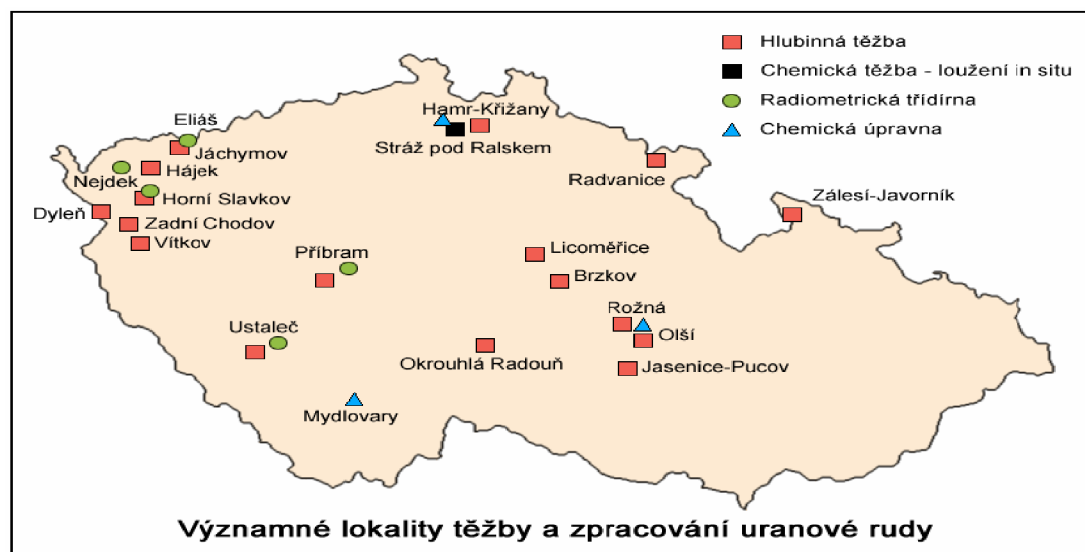 Hlubinná těžba
Chemická těžba - loužení in situ
Radiometrická třídírna
Chemická úpravna
Hamr-Křižany
Stráž pod Ralskem
Eliáš
Jáchymov
Hájek
Nejdek
Horní Slavkov
Dyleň
Zadní Chodov
Vítkov
Radvanice
Zálesí-Javorník
Příbram
Licoměřice
Brzkov
Rožná
Olší
Ustaleč
Okrouhlá Radouň
Jasenice-Pucov
Mydlovary
Významné lokality těžby a zpracování uranové rudy